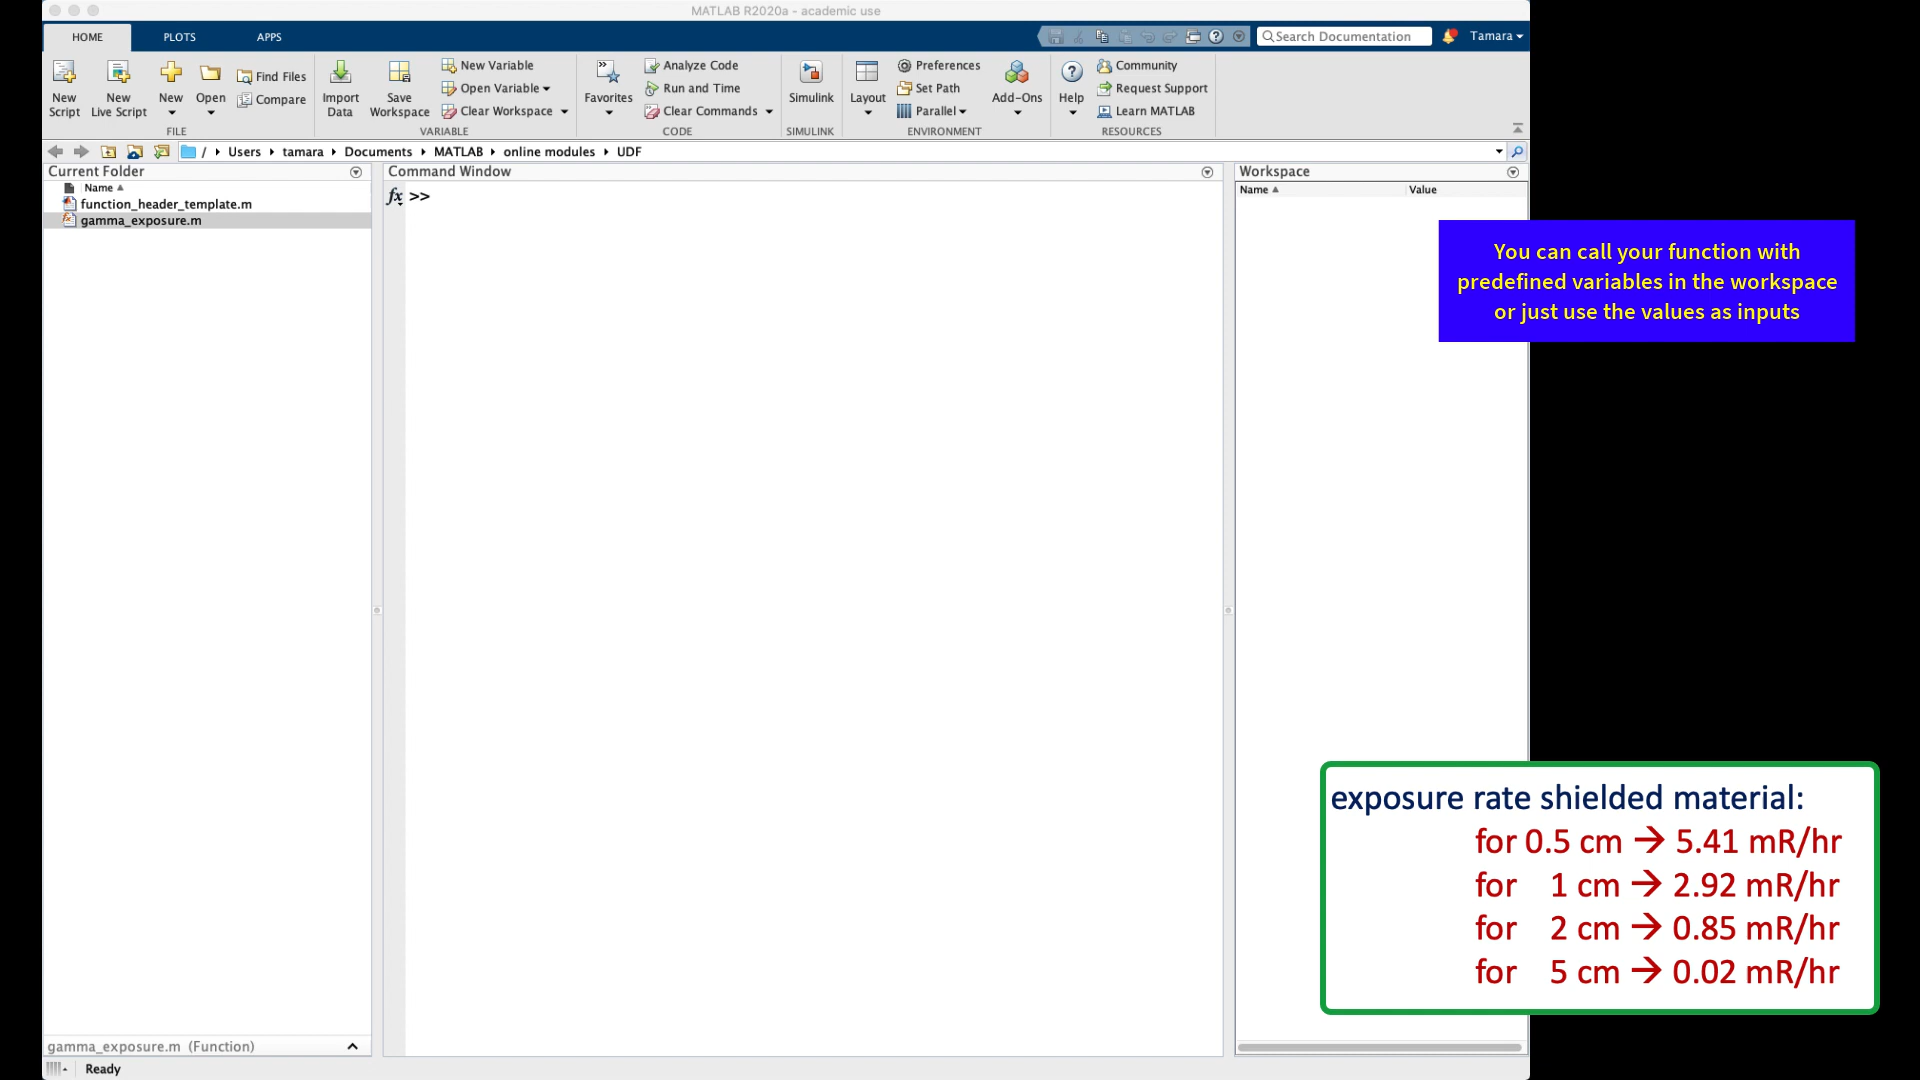 MATLAB R2020a - academic use
HOME
PLOTS
APPS
Search Documentation
Tamara
New
Script
New
Live Script
New
Open
Find Files
Compare
FILE
Import
Data
Save
Workspace
New Variable
Open Variable
Clear Workspace
VARIABLE
Favorites
Analyze Code
Run and Time
Clear Commands
CODE
Simulink
SIMULINK
Layout
Preferences
Set Path
Parallel
Add-Ons
ENVIRONMENT
Help
Community
Request Support
Learn MATLAB
RESOURCES
/ Users tamara Documents MATLAB online modules UDF
Current Folder
Name
function_header_template.m
gamma_exposure.m
Command Window
fx >>
Workspace
Name
Value
You can call your function with
predefined variables in the workspace
or just use the values as inputs
exposure rate shielded material:
for 0.5 cm → 5.41 mR/hr
for 1 cm → 2.92 mR/hr
for 2 cm → 0.85 mR/hr
for 5 cm → 0.02 mR/hr
gamma_exposure.m (Function)
Ready